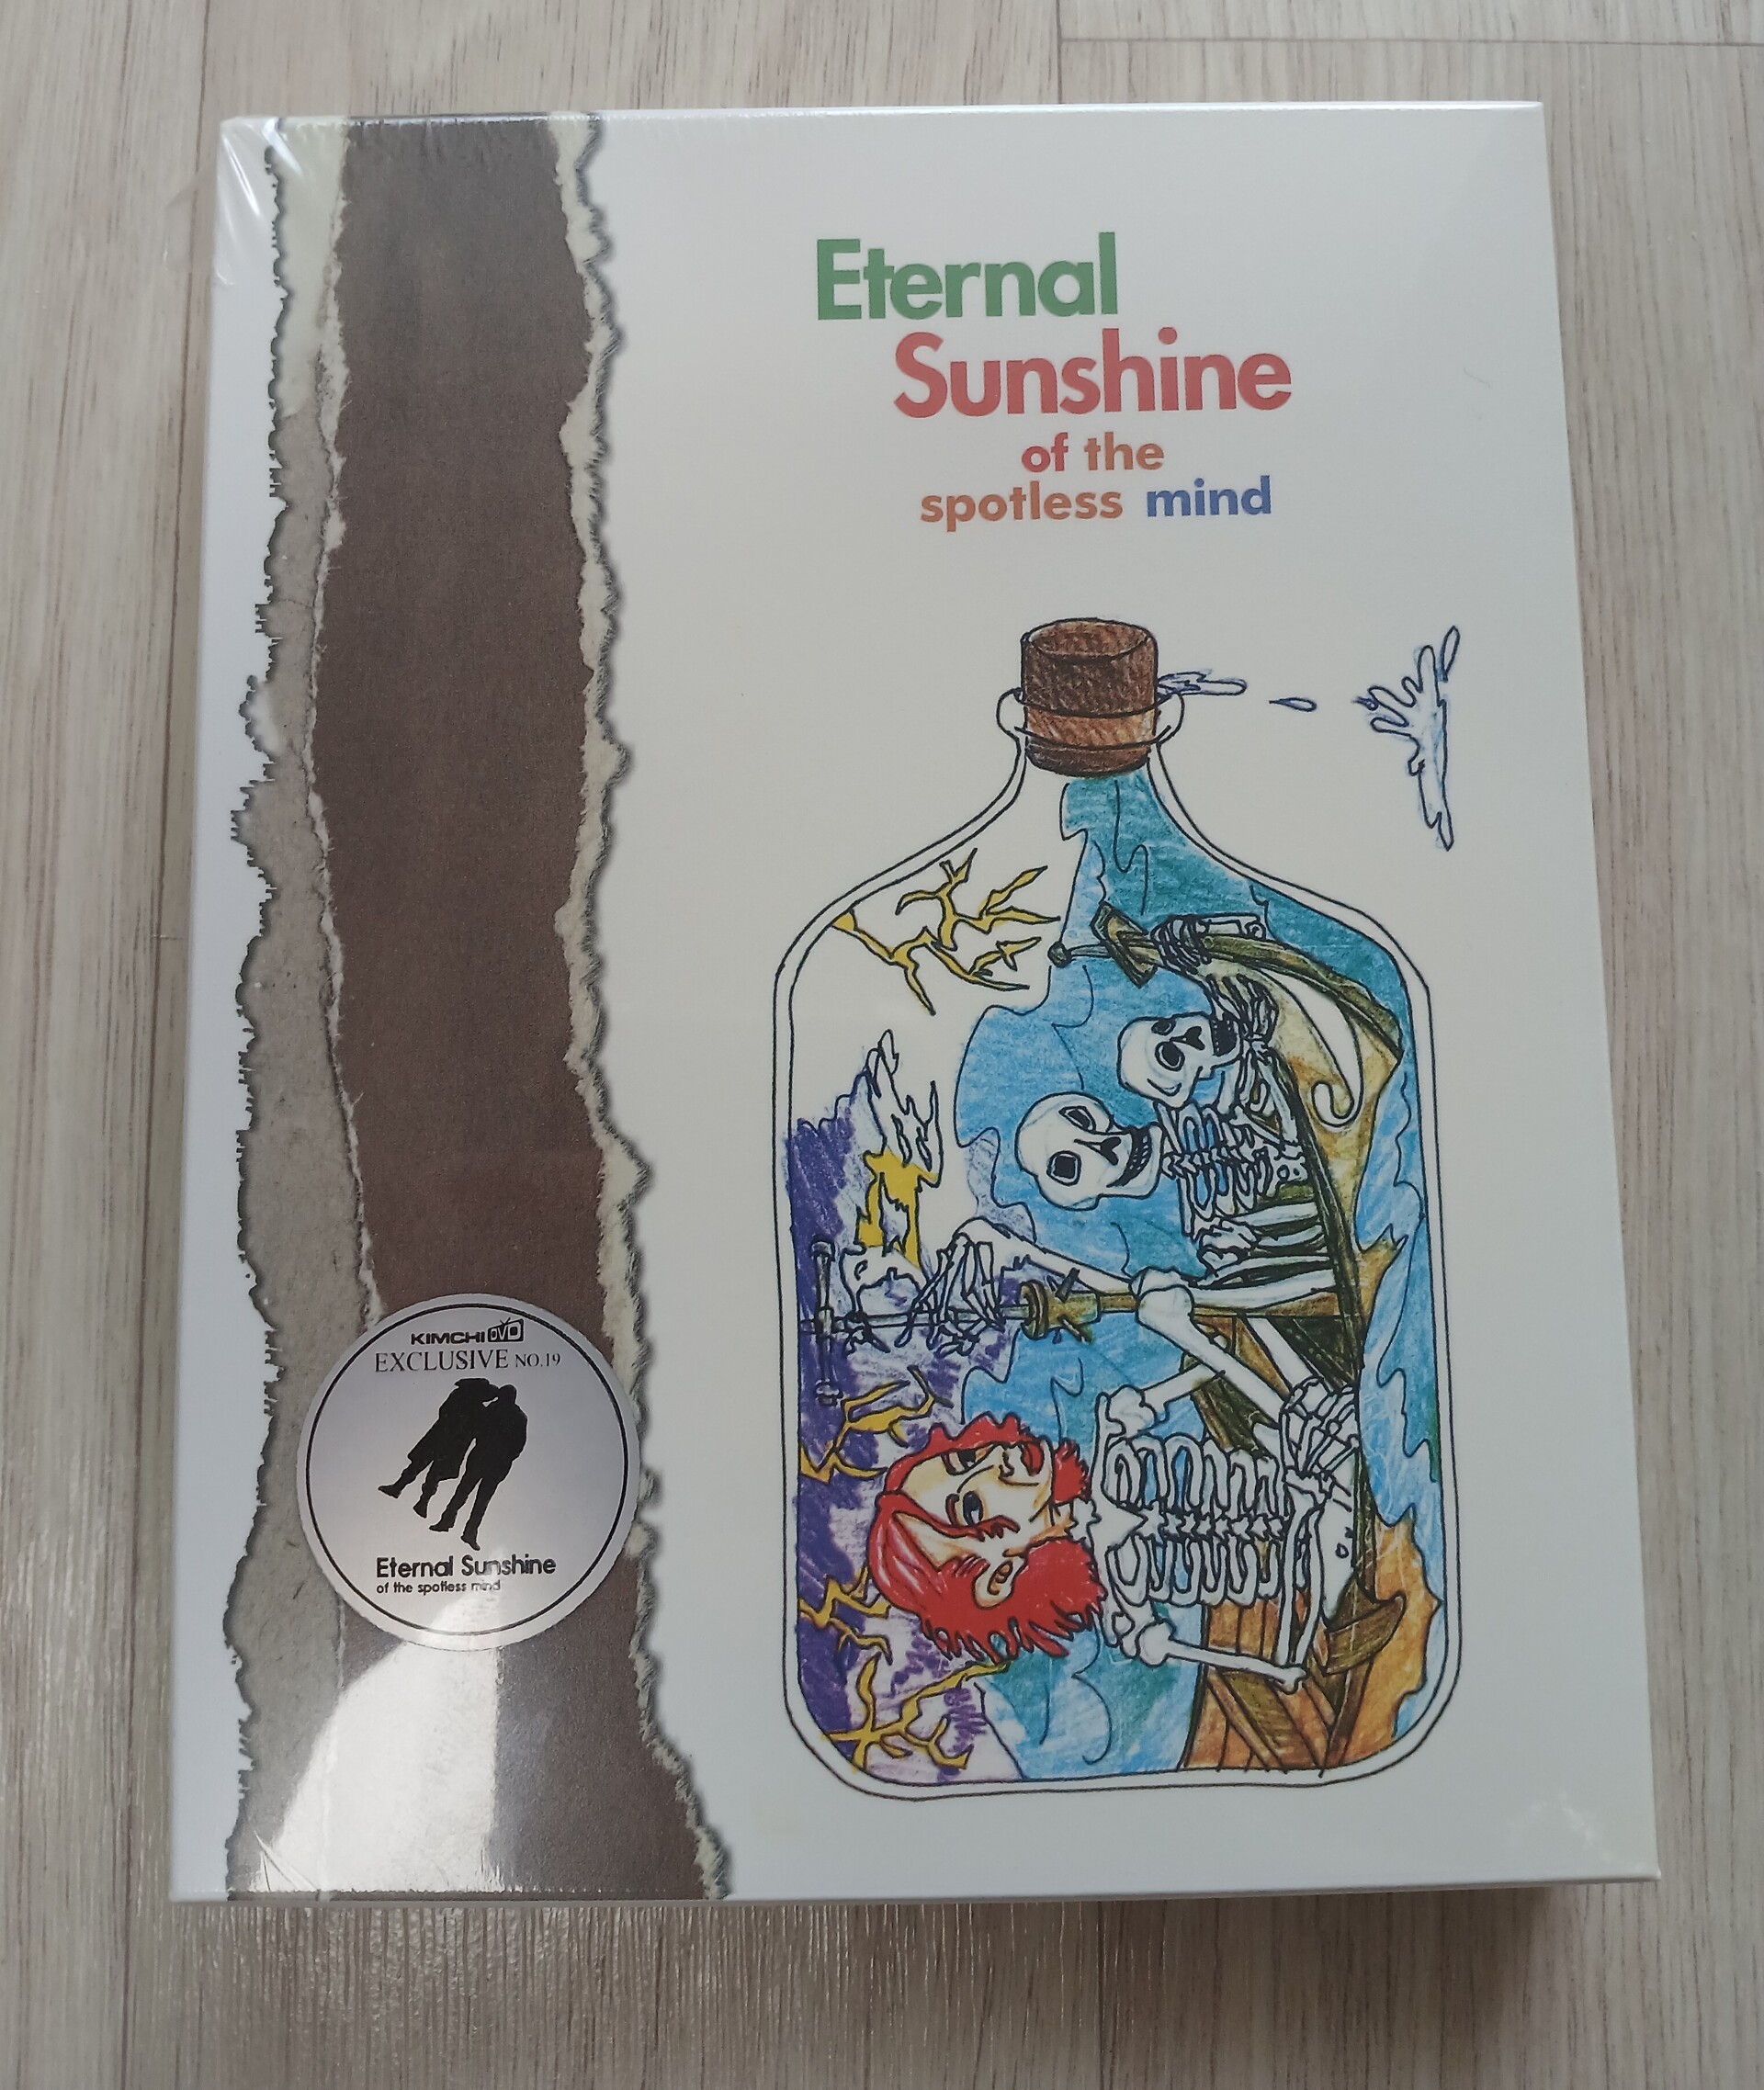 Eternal
Sunshine
of the
spotless mind
KIMCHI DVD
EXCLUSIVE NO.19
Eternal Sunshine
of the spotless mind